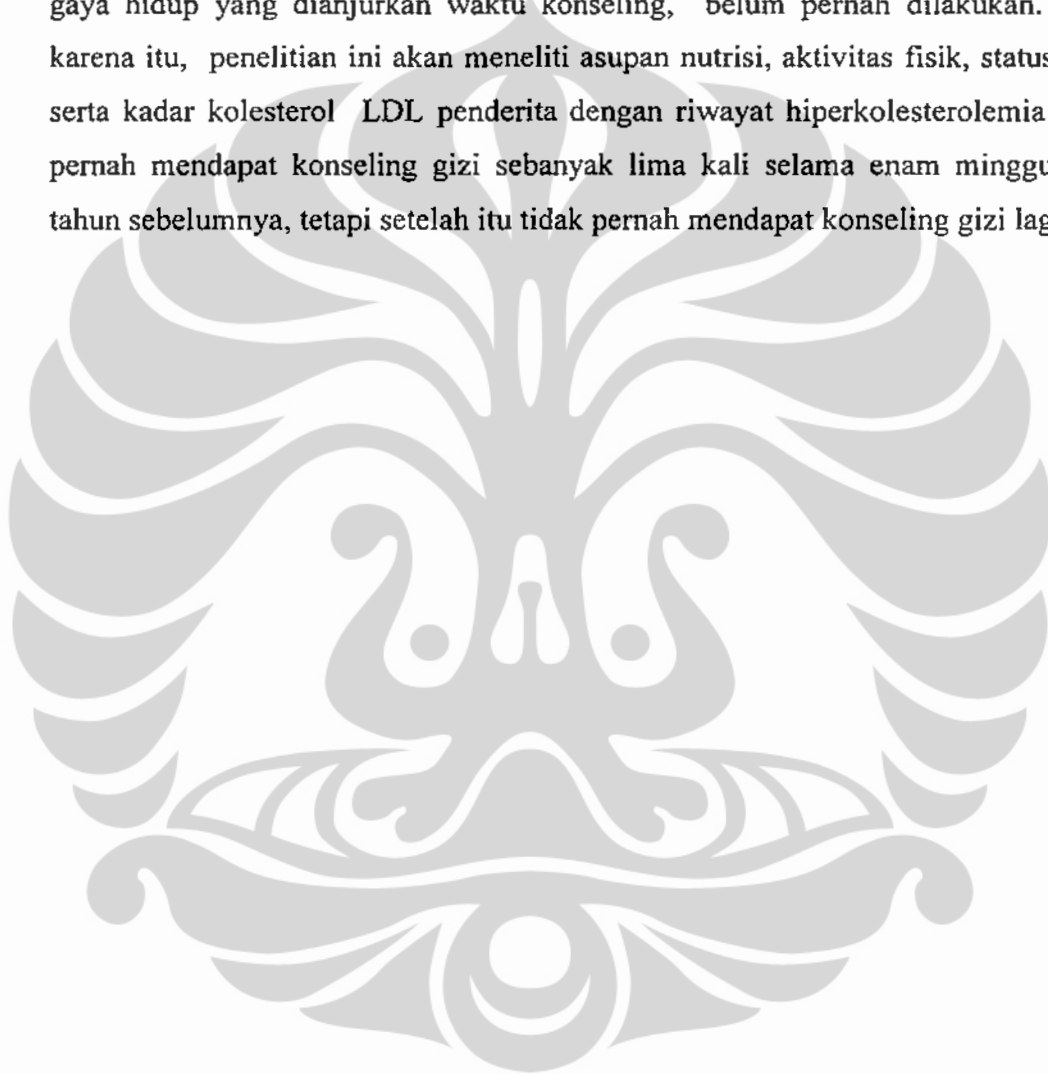 gaya hidup yang dianjurkan waktu konseling, belum pernah dilakukan.
karena itu, penelitian ini akan meneliti asupan nutrisi, aktivitas fisik, status
serta kadar kolesterol LDL penderita dengan riwayat hiperkolesterolemia
pernah mendapat konseling gizi sebanyak lima kali selama enam minggu
tahun sebelumnya, tetapi setelah itu tidak pernah mendapat konseling gizi lag